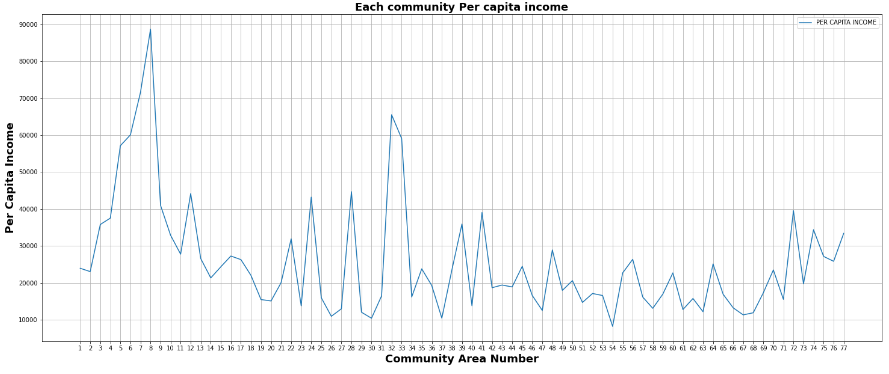 Each community Per capita income
PER CAPITA INCOME
90000
80000
70000
60000
50000
40000
30000
20000
10000
Per Capita Income
1 2 3 4 5 6 7 8 9 10 11 12 13 14 15 16 17 18 19 20 21 22 23 24 25 26 27 28 29 30 31 32 33 34 35 36 37 38 39 40 41 42 43 44 45 46 47 48 49 50 51 52 53 54 55 56 57 58 59 60 61 62 63 64 65 66 67 68 69 70 71 72 73 74 75 76 77
Community Area Number